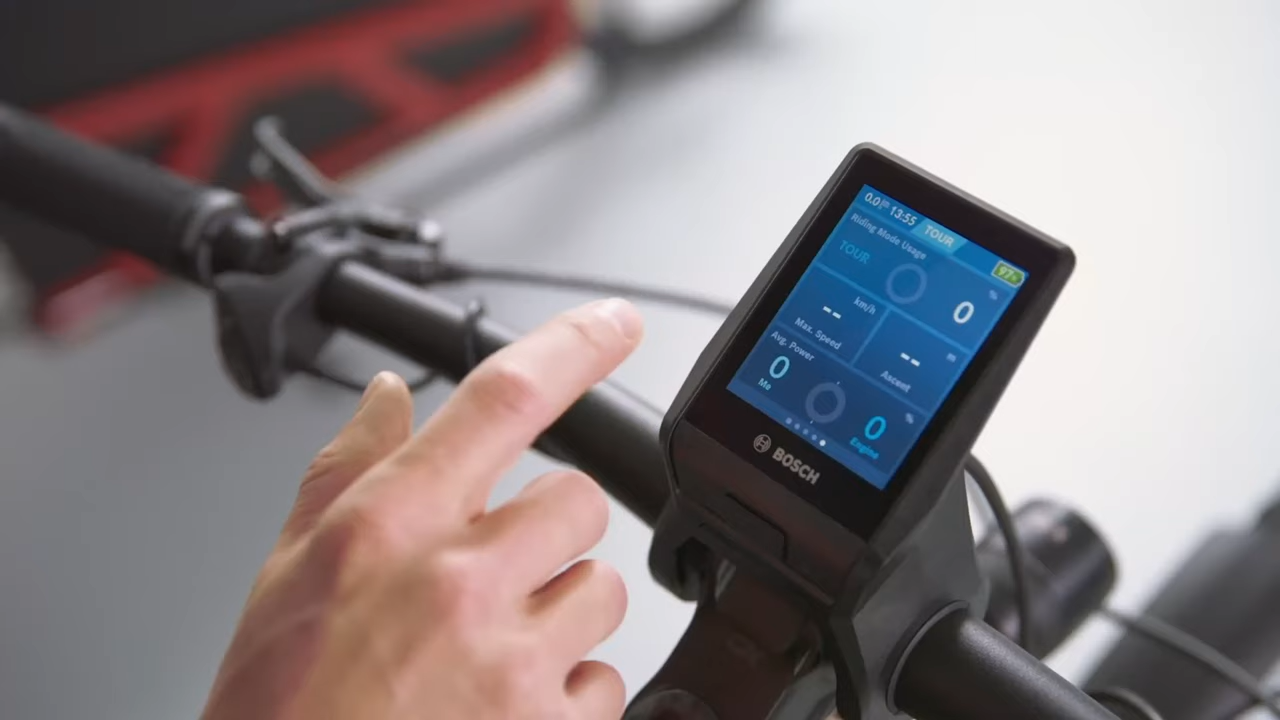 0.0 km/h 13:55 TOUR 97%
Riding Mode Usage
TOUR
0 %
-- km/h
Max. Speed
-- m
Ascent
Avg. Power
0
Me
%
0
Engine
BOSCH